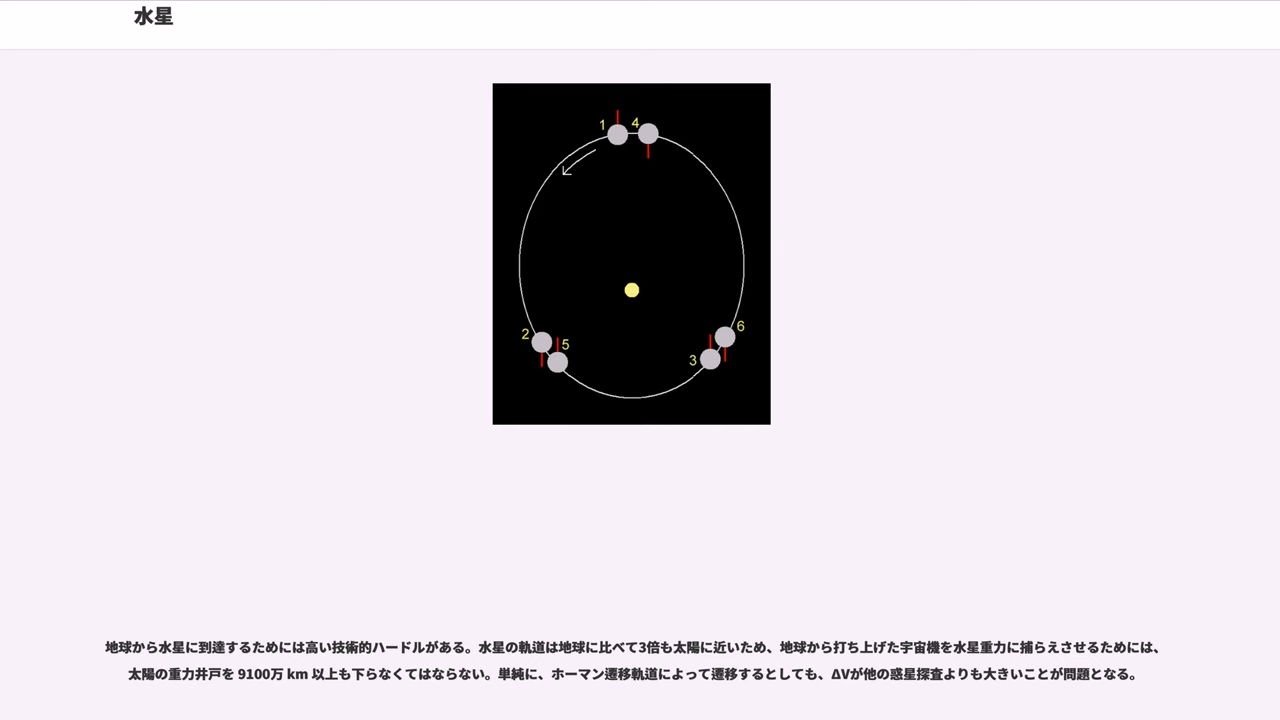 水星
1
4
2
5
3
6
地球から水星に到達するためには高い技術的ハードルがある。水星の軌道は地球に比べて3倍も太陽に近いため、地球から打ち上げた宇宙機を水星重力に捕らえさせるためには、
太陽の重力井戸を 9100万 km 以上も下らなくてはならない。単純に、ホーマン遷移軌道によって遷移するとしても、ΔVが他の惑星探査よりも大きいことが問題となる。